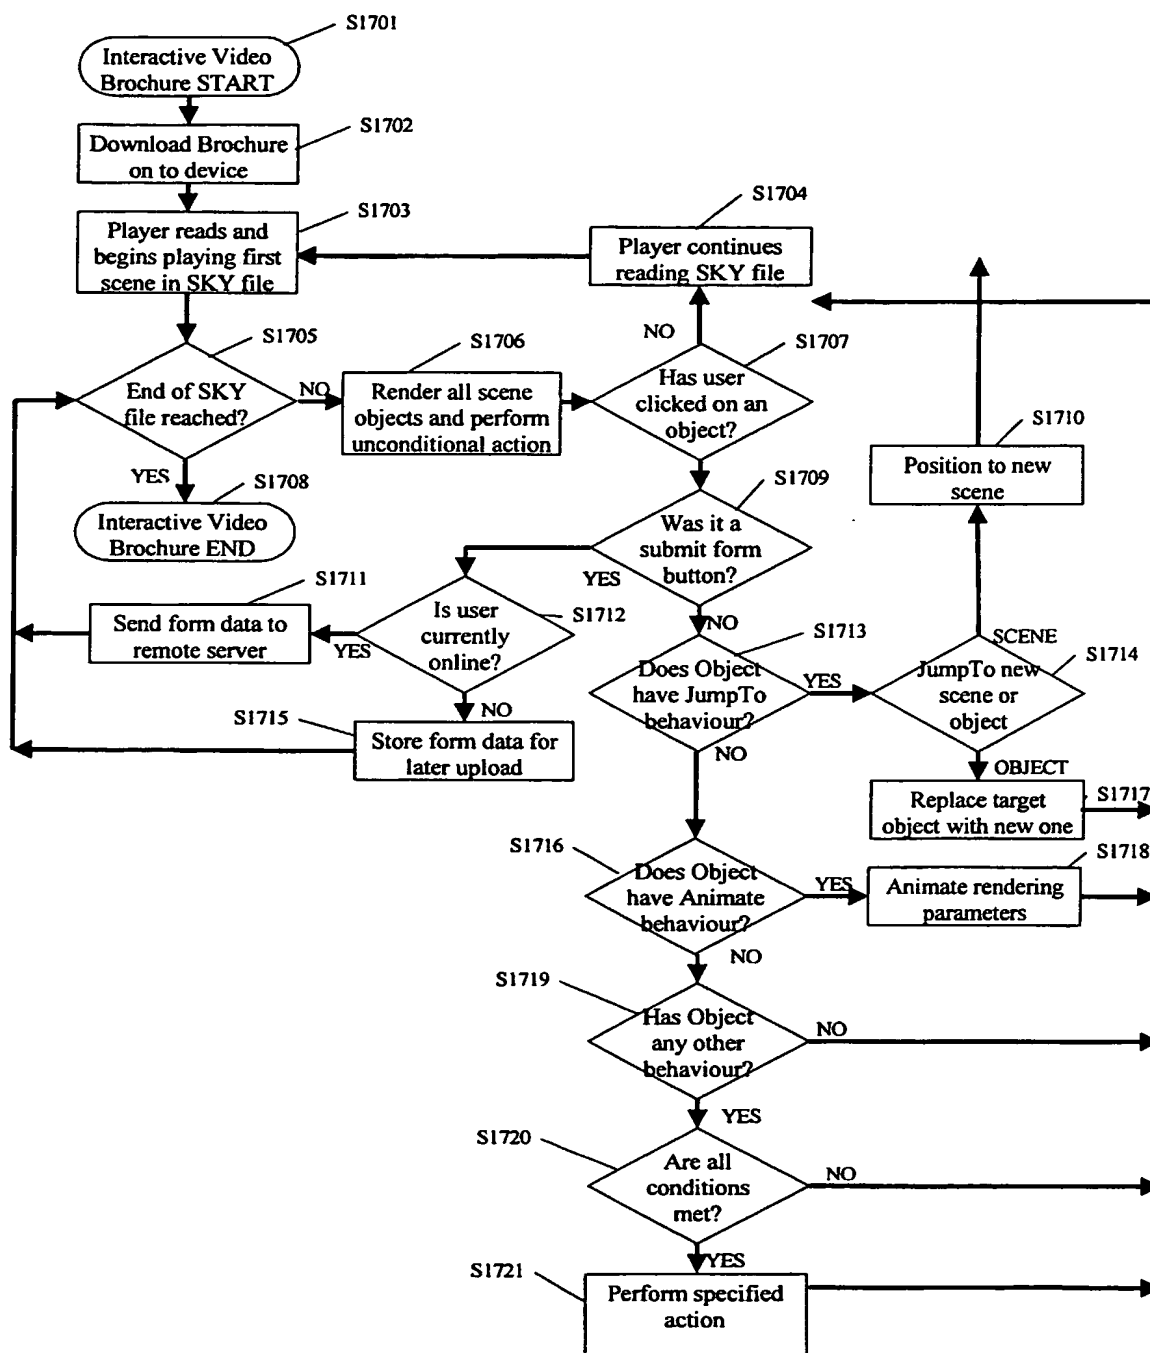 S1701
Interactive Video
Brochure START
S1702
Download Brochure
on to device
S1703
Player reads and
begins playing first
scene in SKY file
S1704
Player continues
reading SKY file
S1705
End of SKY
file reached?
NO
YES
S1706
Render all scene
objects and perform
unconditional action
S1707
NO
Has user
clicked on an
object?
S1708
Interactive Video
Brochure END
S1709
Was it a
submit form
button?
YES
NO
S1710
Position to new
scene
S1711
Send form data to
remote server
S1712
Is user
currently
online?
YES
NO
S1713
Does Object
have JumpTo
behaviour?
YES
NO
SCENE
S1714
JumpTo new
scene or
object
OBJECT
S1715
Store form data for
later upload
S1717
Replace target
object with new one
S1716
Does Object
have Animate
behaviour?
YES
NO
S1718
Animate rendering
parameters
S1719
Has Object
any other
behaviour?
NO
YES
S1720
Are all
conditions
met?
NO
YES
S1721
Perform specified
action